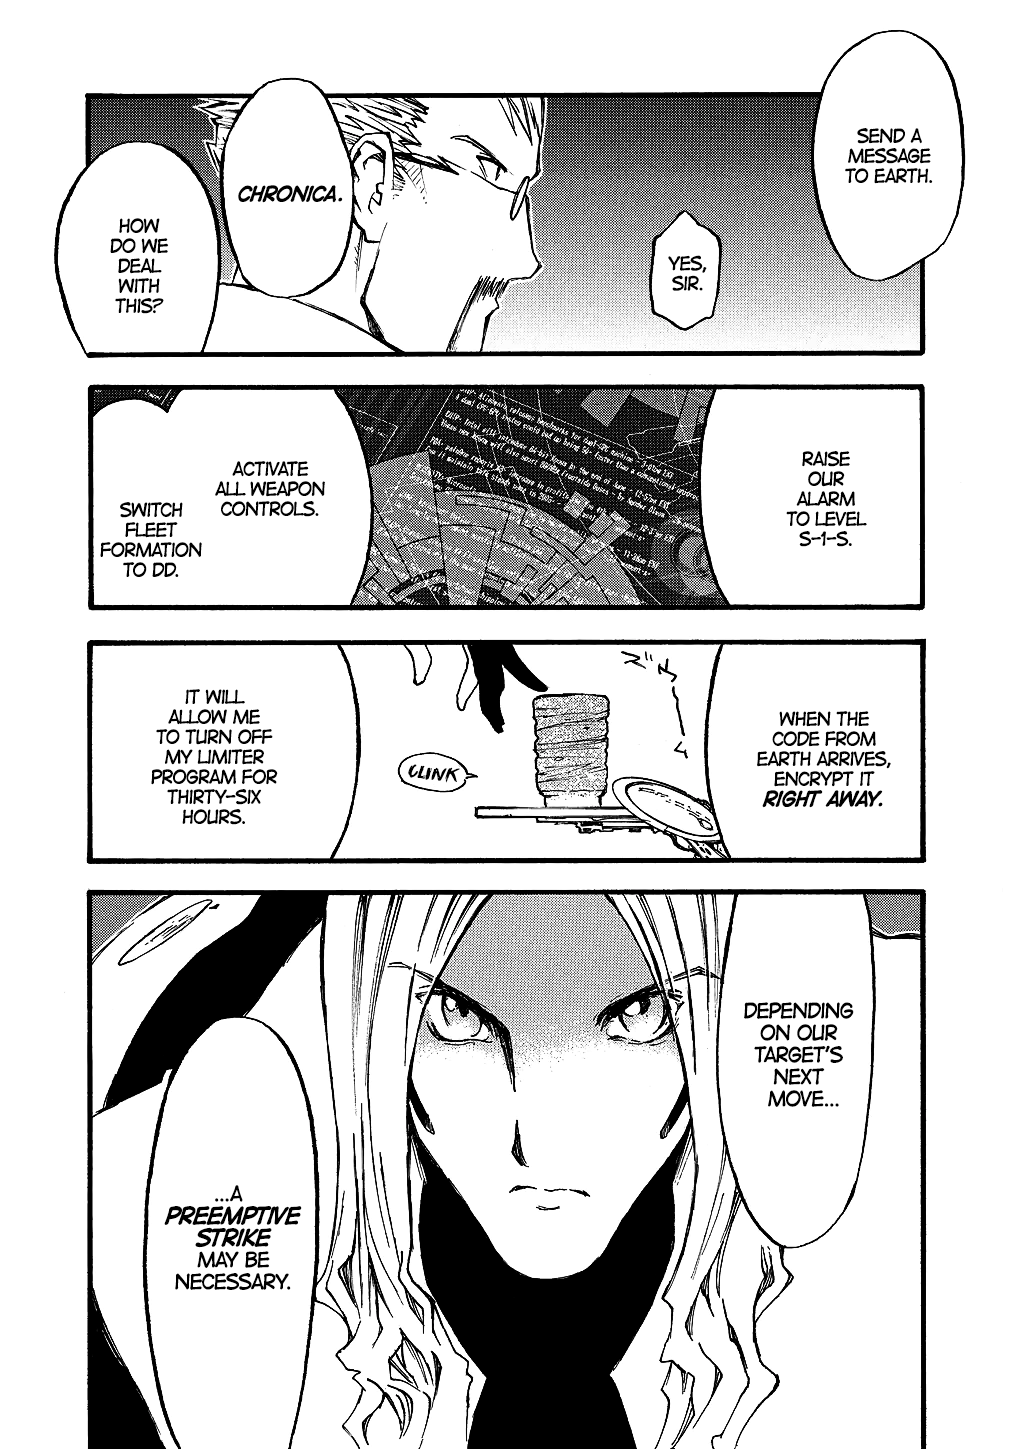 SEND A
MESSAGE
TO EARTH.
YES,
SIR.
CHRONICA.
HOW
DO WE
DEAL
WITH
THIS?
RAISE
OUR
ALARM
TO LEVEL
S-1-S.
ACTIVATE
ALL WEAPON
CONTROLS.
SWITCH
FLEET
FORMATION
TO DD.
WHEN THE
CODE FROM
EARTH ARRIVES,
ENCRYPT IT
RIGHT AWAY.
CLINK
IT WILL
ALLOW ME
TO TURN OFF
MY LIMITER
PROGRAM FOR
THIRTY-SIX
HOURS.
DEPENDING
ON OUR
TARGET'S
NEXT
MOVE...
...A
PREEMPTIVE
STRIKE
MAY BE
NECESSARY.